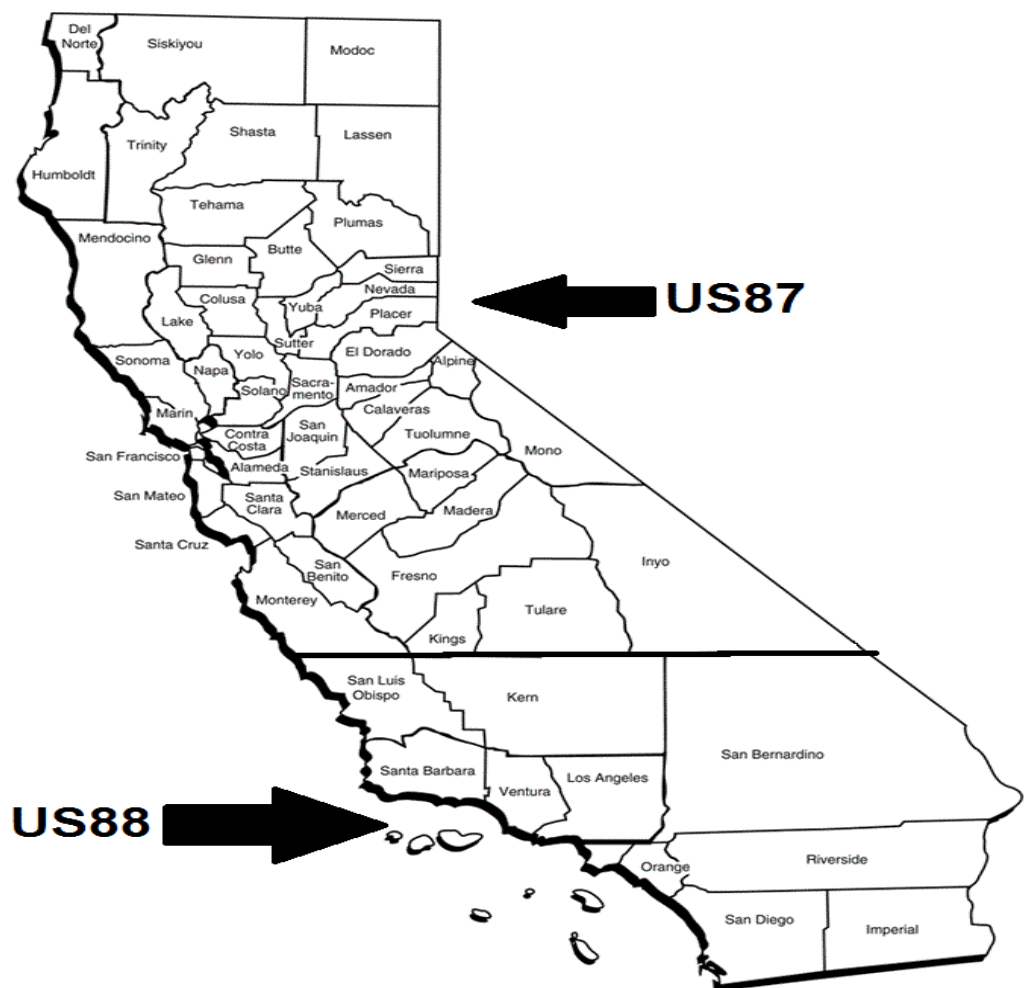 Del
Norte
Siskiyou
Modoc
Shasta
Lassen
Trinity
Humboldt
Tehama
Plumas
Mendocino
Butte
Glenn
Sierra
Nevada
US87
Colusa
Yuba
Placer
Lake
Sutter
El Dorado
Yolo
Sonoma
Alpine
Napa
Sacra-
mento
Amador
Solano
Calaveras
Marin
San
Joaquin
Contra
Costa
Tuolumne
Mono
San Francisco
Alameda
Stanislaus
Mariposa
San Mateo
Santa
Clara
Merced
Madera
Santa Cruz
Inyo
San
Benito
Fresno
Monterey
Tulare
Kings
San Luis
Obispo
Kern
San Bernardino
Santa Barbara
Los Angeles
Ventura
US88
Orange
Riverside
San Diego
Imperial